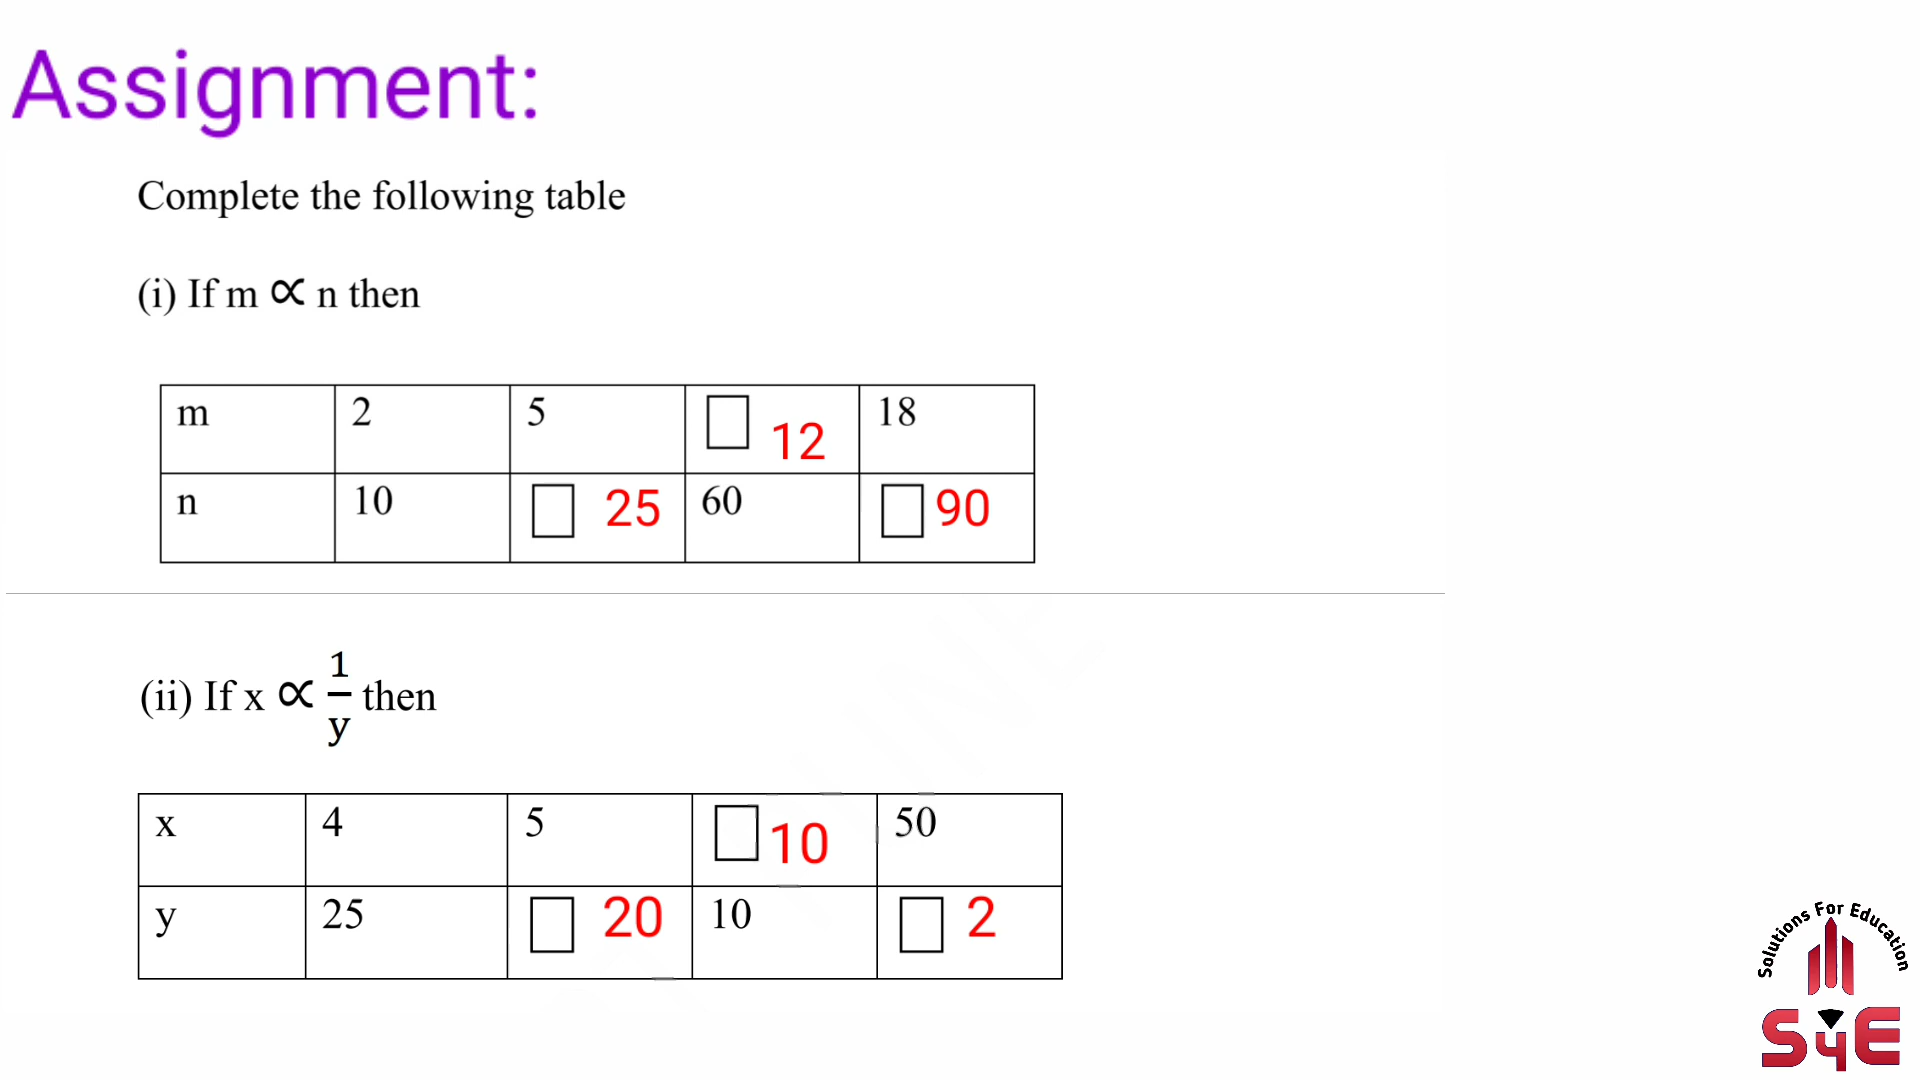 Assignment:
Complete the following table
(i) If m ∝ n then
m 2 5 12 18
n 10 25 60 90
(ii) If x ∝ 1/y then
x 4 5 10 50
y 25 20 10 2
Solutions For Education
S4E